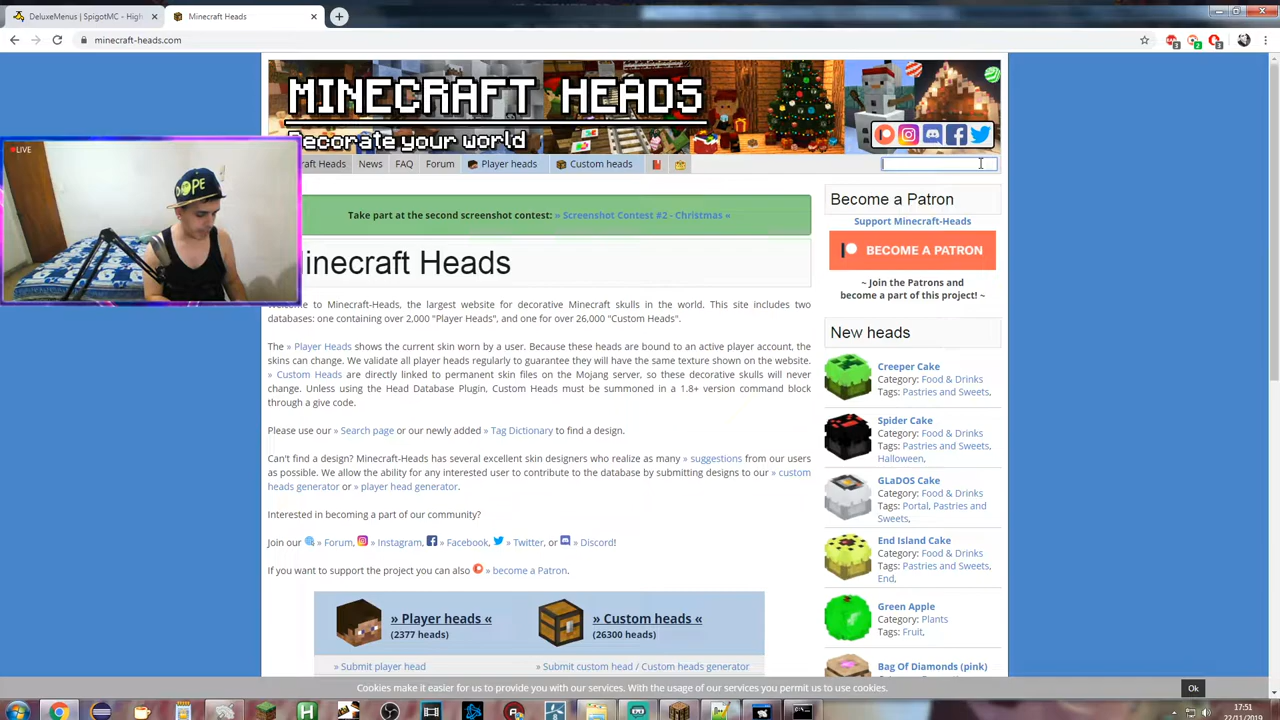 DeluxeMenus | SpigotMC - High
Minecraft Heads
minecraft-heads.com
MINECRAFT HEADS
Decorate your world
LIVE
DOPE
raft Heads
News
FAQ
Forum
Player heads
Custom heads
Take part at the second screenshot contest: » Screenshot Contest #2 - Christmas »
inecraft Heads
to Minecraft-Heads, the largest website for decorative Minecraft skulls in the world. This site includes two
databases: one containing over 2,000 "Player Heads", and one for over 26,000 "Custom Heads".
The » Player Heads shows the current skin worn by a user. Because these heads are bound to an active player account, the
skins can change. We validate all player heads regularly to guarantee they will have the same texture shown on the website.
» Custom Heads are directly linked to permanent skin files on the Mojang server, so these decorative skulls will never
change. Unless using the Head Database Plugin, Custom Heads must be summoned in a 1.8+ version command block
through a give code.
Please use our » Search page or our newly added » Tag Dictionary to find a design.
Can't find a design? Minecraft-Heads has several excellent skin designers who realize as many » suggestions from our users
as possible. We allow the ability for any interested user to contribute to the database by submitting designs to our » custom
heads generator or » player head generator.
Interested in becoming a part of our community?
Join our » Forum, » Instagram, » Facebook, » Twitter, or » Discord!
If you want to support the project you can also » become a Patron.
» Player heads «
(2377 heads)
» Custom heads «
(26300 heads)
» Submit player head
» Submit custom head / Custom heads generator
Become a Patron
Support Minecraft-Heads
BECOME A PATRON
~ Join the Patrons and
become a part of this project! ~
New heads
Creeper Cake
Category: Food & Drinks
Tags: Pastries and Sweets,
Spider Cake
Category: Food & Drinks
Tags: Pastries and Sweets,
Halloween,
GLaDOS Cake
Category: Food & Drinks
Tags: Portal, Pastries and
Sweets,
End Island Cake
Category: Food & Drinks
Tags: Pastries and Sweets,
End,
Green Apple
Category: Plants
Tags: Fruit,
Bag Of Diamonds (pink)
Cookies make it easier for us to provide you with our services. With the usage of our services you permit us to use cookies.
Ok
17:51
22/11/2019